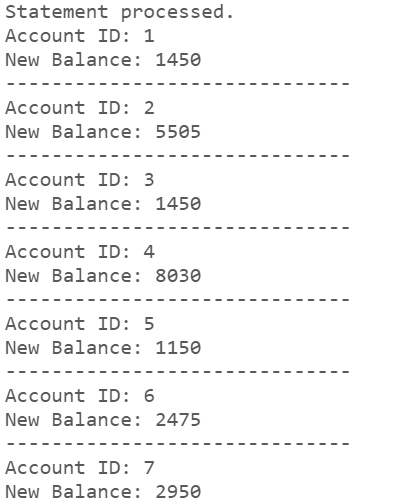 Statement processed.
Account ID: 1
New Balance: 1450
------------------------------
Account ID: 2
New Balance: 5505
------------------------------
Account ID: 3
New Balance: 1450
------------------------------
Account ID: 4
New Balance: 8030
------------------------------
Account ID: 5
New Balance: 1150
------------------------------
Account ID: 6
New Balance: 2475
------------------------------
Account ID: 7
New Balance: 2950